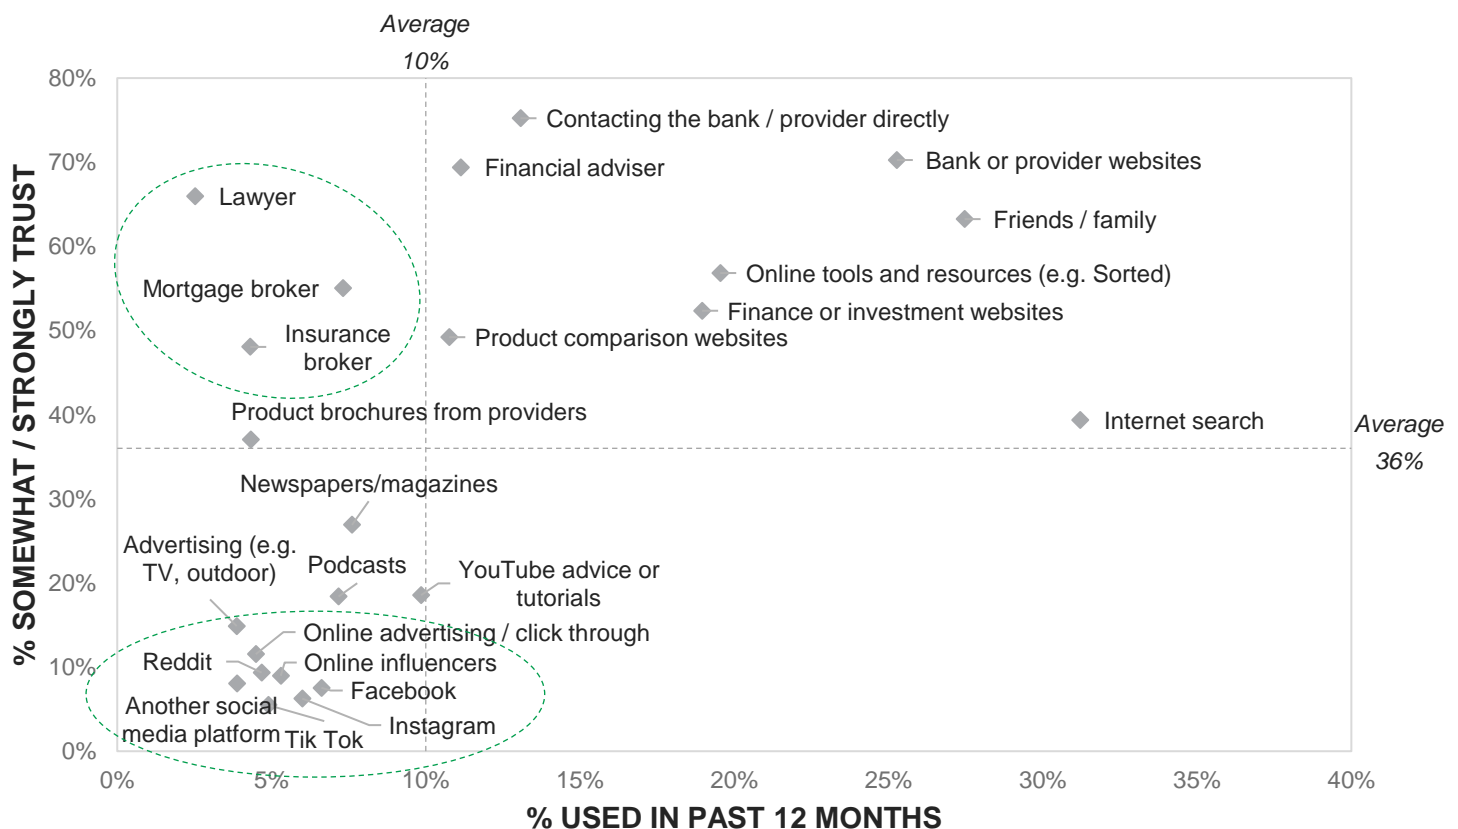 Average
10%
80%
Contacting the bank / provider directly
70%
Financial adviser
Bank or provider websites
Lawyer
Friends / family
60%
Online tools and resources (e.g. Sorted)
Mortgage broker
Finance or investment websites
50%
Insurance
broker
Product comparison websites
40%
Product brochures from providers
Internet search
Average
36%
30%
Newspapers/magazines
Advertising (e.g.
TV, outdoor)
Podcasts
YouTube advice or
tutorials
20%
Online advertising / click through
10%
Reddit
Online influencers
Facebook
Another social
media platform
Instagram
Tik Tok
0%
0%
5%
10%
15%
20%
25%
30%
35%
40%
% SOMEWHAT / STRONGLY TRUST
% USED IN PAST 12 MONTHS